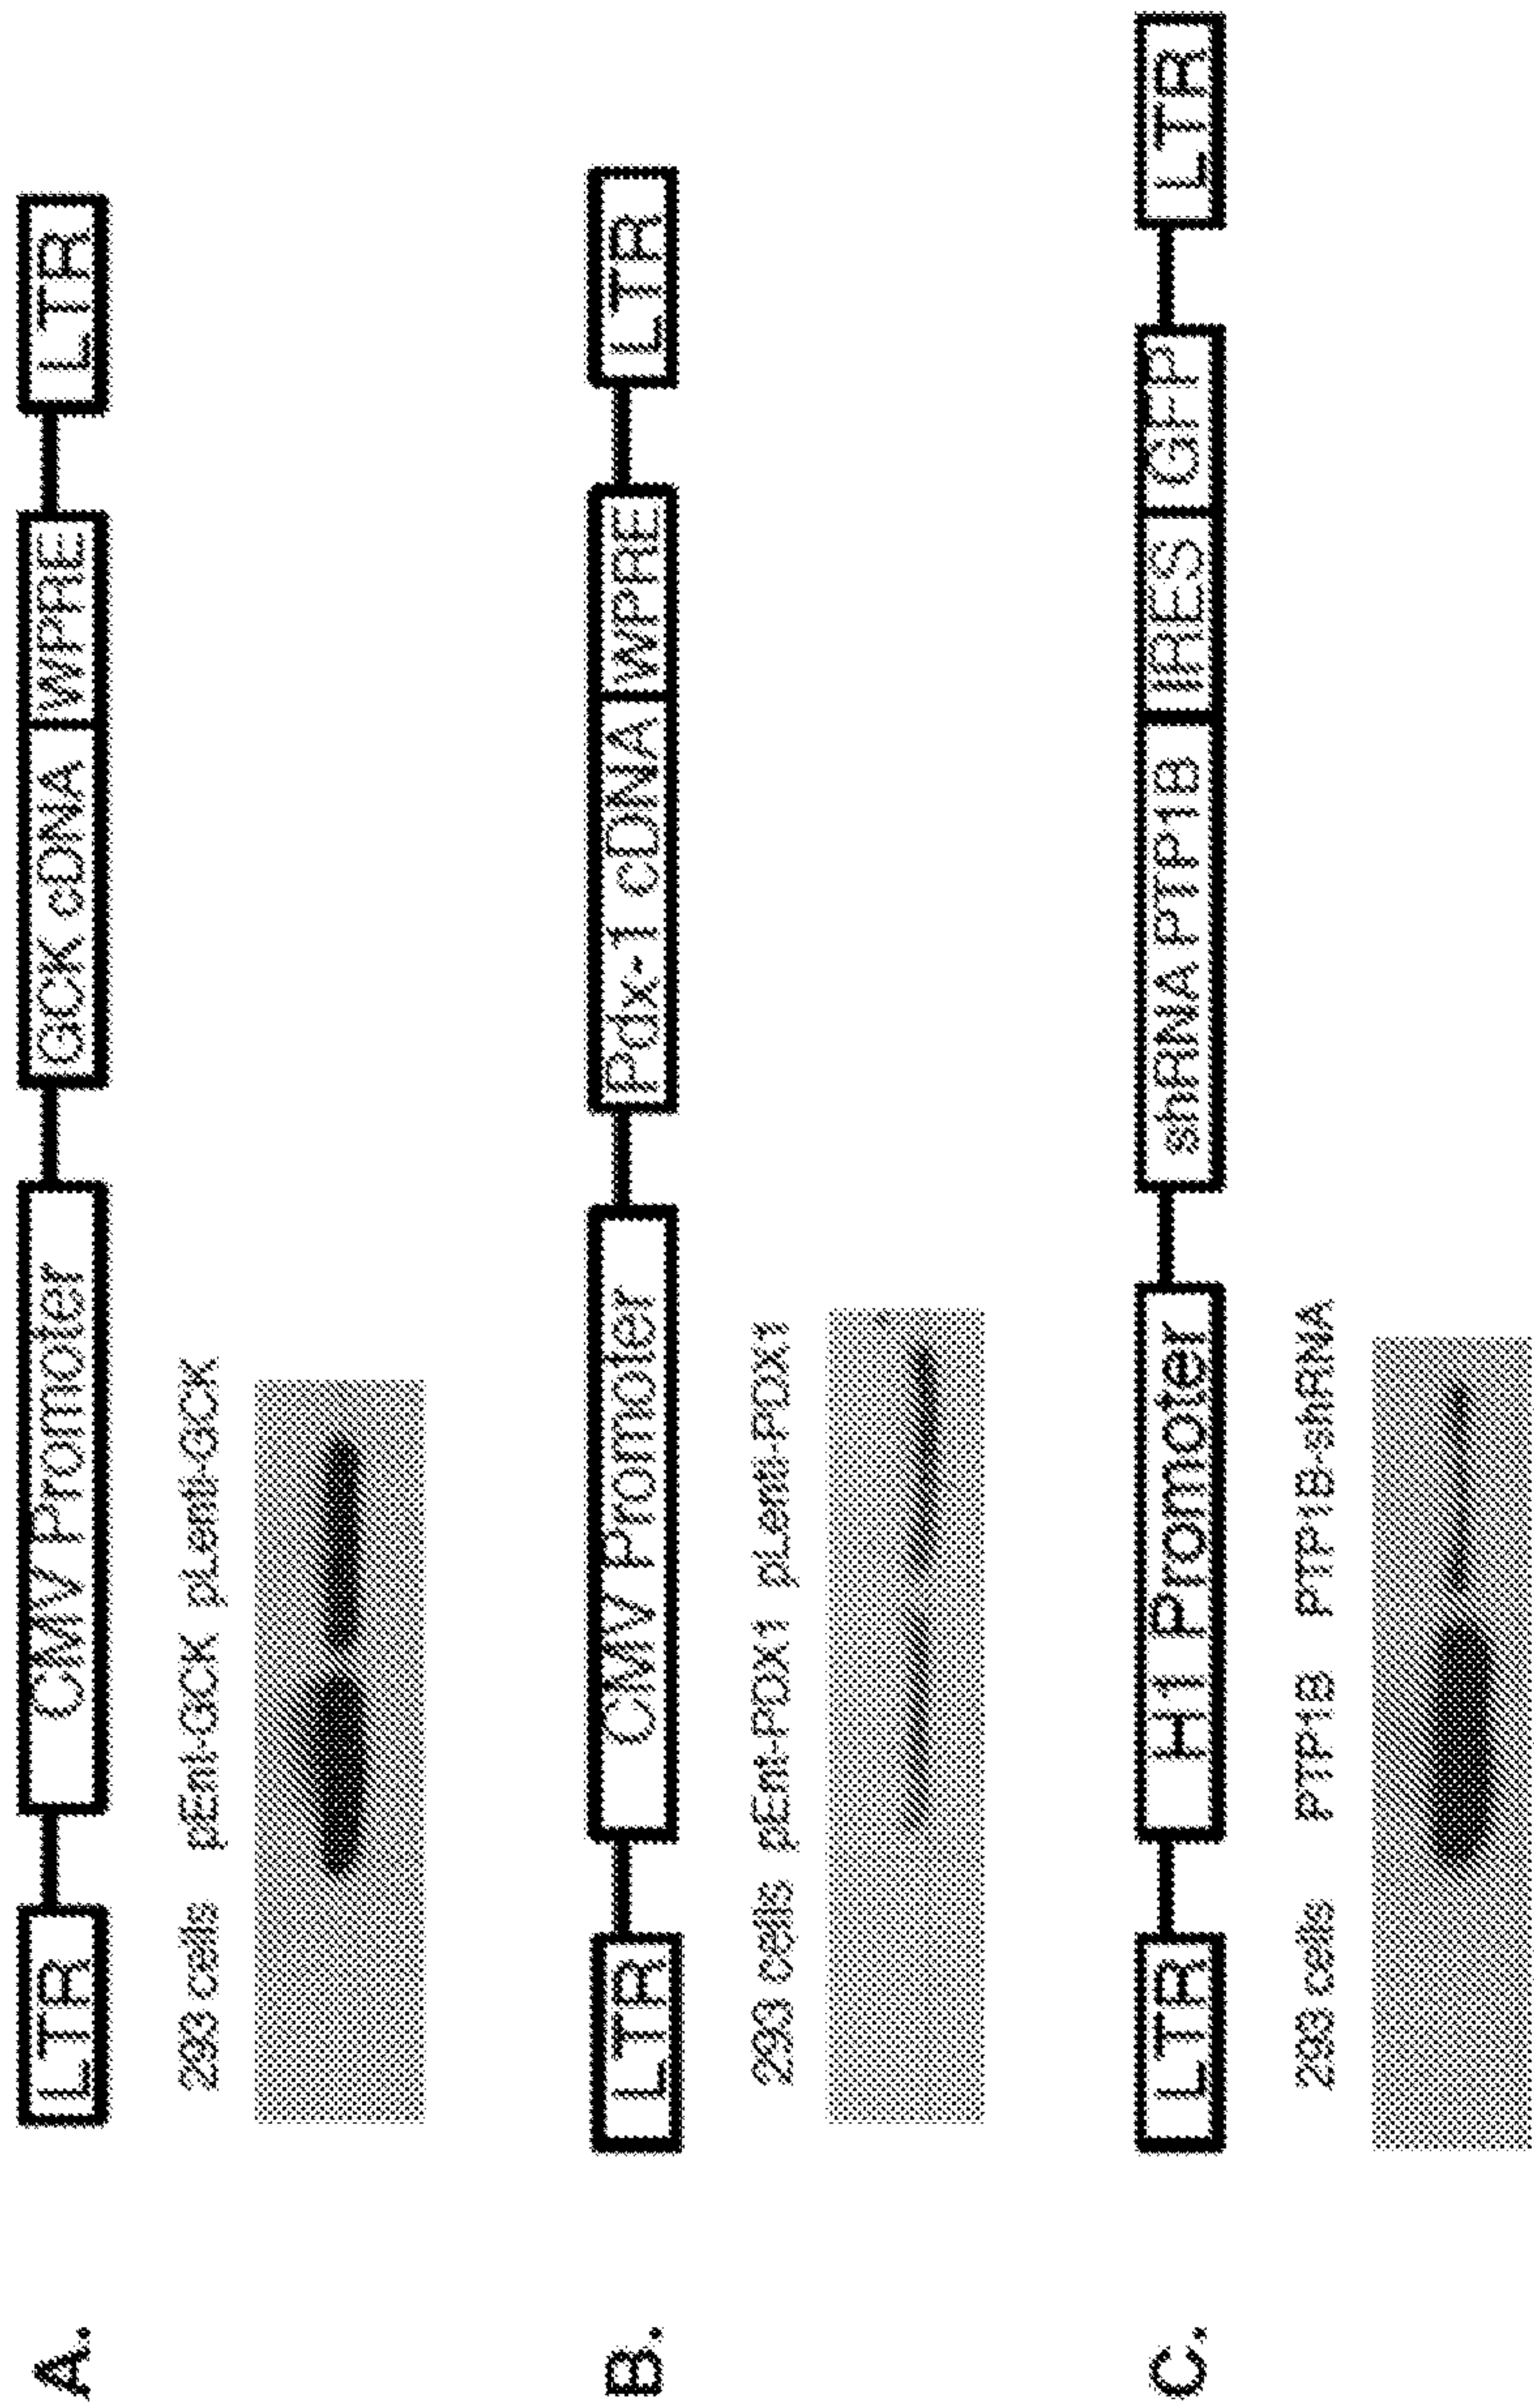 A.
LTR CMV Promoter GCK cDNA WPRE LTR
293 cells pEnt-GCK pLenti-GCK
B.
LTR CMV Promoter Pdx-1 cDNA WPRE LTR
293 cells pEnt-PDX1 pLenti-PDX1
C.
LTR H1 Promoter shRNA PTP1B IRES GFP LTR
293 cells PTP1B PTP1B-shRNA